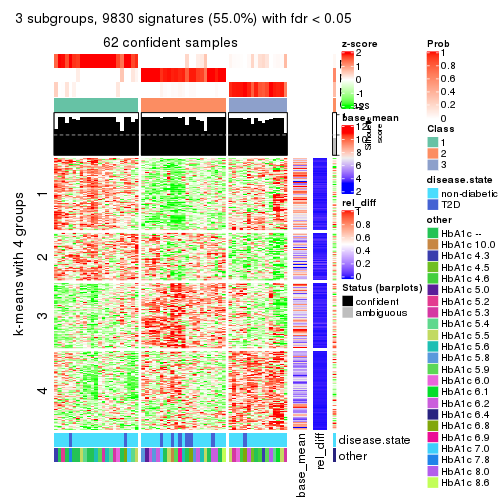 3 subgroups, 9830 signatures (55.0%) with fdr < 0.05
62 confident samples
k-means with 4 groups
1
2
3
4
base_mean
rel_diff
disease.state
other
z-score
2
1
0
-1
-2
base_mean
12
10
8
6
4
2
rel_diff
1
0.8
0.6
0.4
0.2
0
Status (barplots)
confident
ambiguous
Silhouette
score
Prob
1
0.8
0.6
0.4
0.2
0
Class
1
2
3
disease.state
non-diabetic
T2D
other
HbA1c --
HbA1c 10.0
HbA1c 4.3
HbA1c 4.5
HbA1c 4.6
HbA1c 5.0
HbA1c 5.2
HbA1c 5.3
HbA1c 5.4
HbA1c 5.5
HbA1c 5.6
HbA1c 5.8
HbA1c 5.9
HbA1c 6.0
HbA1c 6.1
HbA1c 6.2
HbA1c 6.4
HbA1c 6.8
HbA1c 6.9
HbA1c 7.0
HbA1c 7.8
HbA1c 8.0
HbA1c 8.6